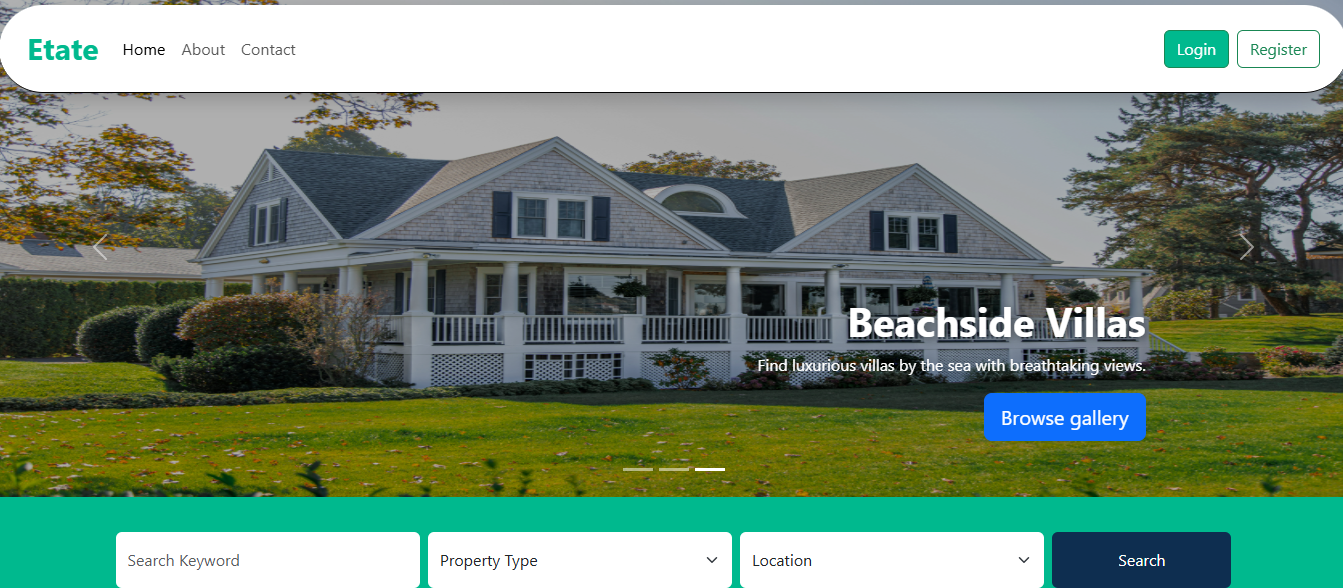 Etate
Home About Contact
Login Register
Beachside Villas
Find luxurious villas by the sea with breathtaking views.
Browse gallery
Search Keyword
Property Type
Location
Search